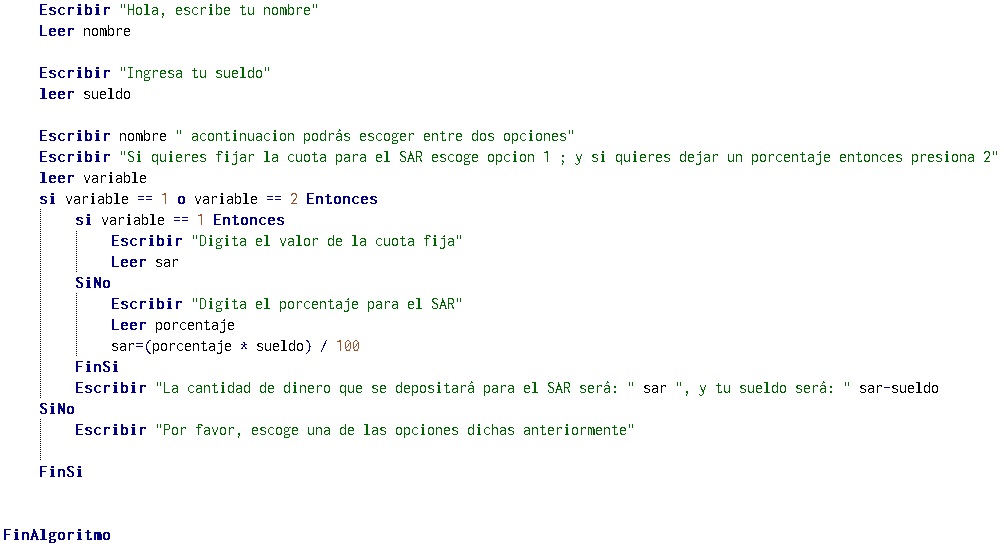 Escribir "Hola, escribe tu nombre"
Leer nombre
Escribir "Ingresa tu sueldo"
leer sueldo
Escribir nombre " acontinuacion podrás escoger entre dos opciones"
Escribir "Si quieres fijar la cuota para el SAR escoge opcion 1 ; y si quieres dejar un porcentaje entonces presiona 2"
leer variable
si variable == 1 o variable == 2 Entonces
si variable == 1 Entonces
Escribir "Digita el valor de la cuota fija"
Leer sar
SiNo
Escribir "Digita el porcentaje para el SAR"
Leer porcentaje
sar=(porcentaje * sueldo) / 100
FinSi
Escribir "La cantidad de dinero que se depositará para el SAR será: " sar ", y tu sueldo será: " sar-sueldo
SiNo
Escribir "Por favor, escoge una de las opciones dichas anteriormente"
FinSi
FinAlgoritmo